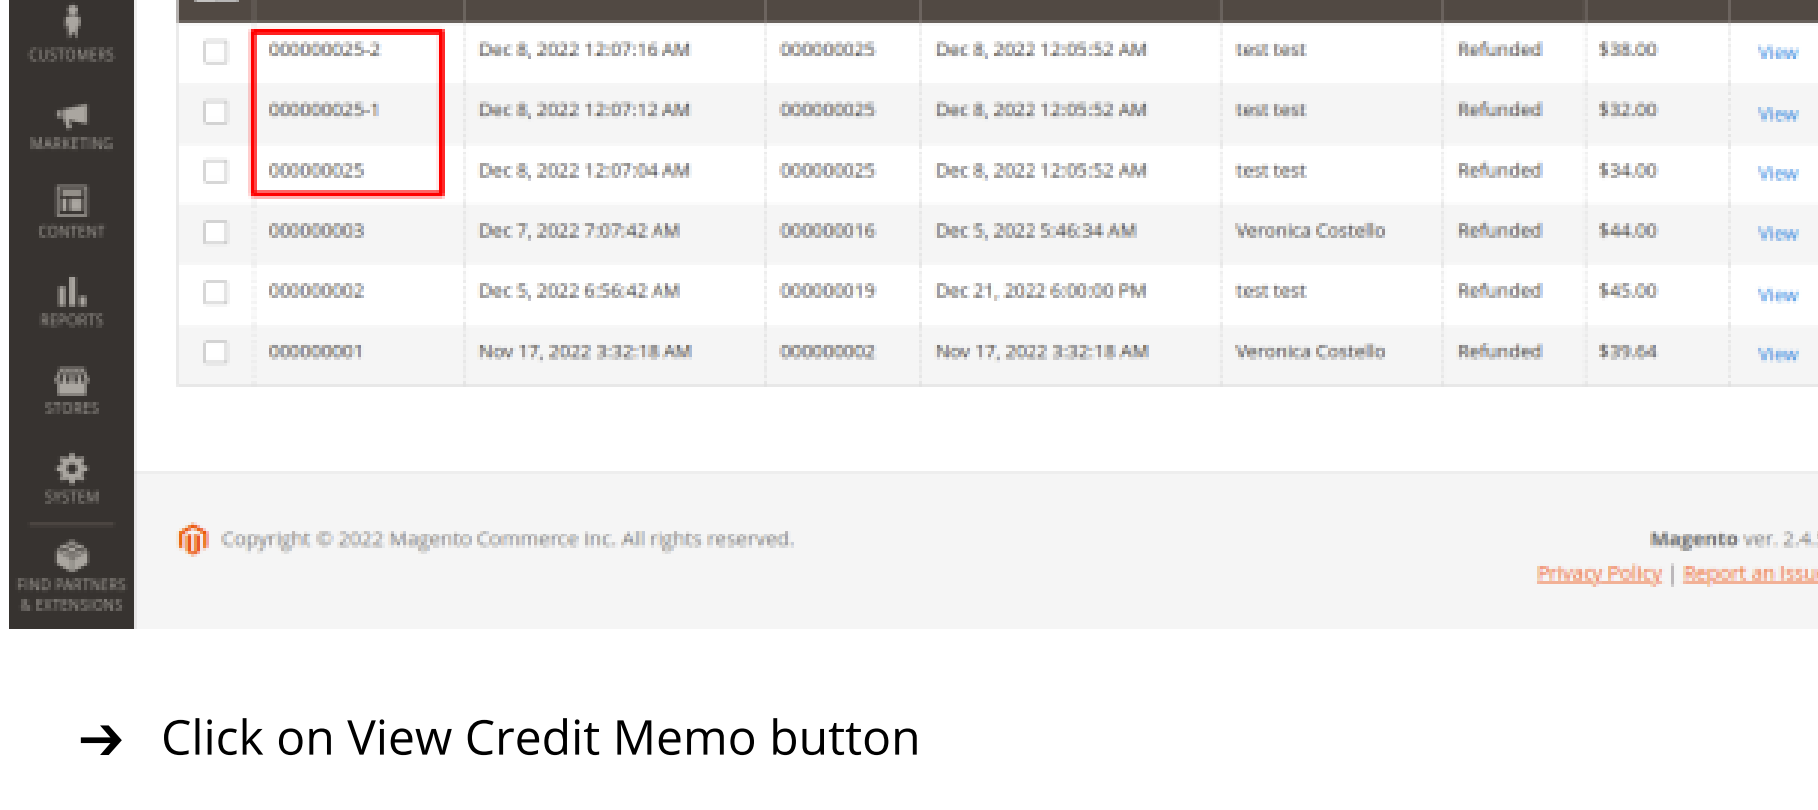 CUSTOMERS
000000025-2 Dec 8, 2022 12:07:16 AM 000000025 Dec 8, 2022 12:05:52 AM test test Refunded $38.00 View
000000025-1 Dec 8, 2022 12:07:12 AM 000000025 Dec 8, 2022 12:05:52 AM test test Refunded $32.00 View
MARKETING
000000025 Dec 8, 2022 12:07:04 AM 000000025 Dec 8, 2022 12:05:52 AM test test Refunded $34.00 View
CONTENT
000000003 Dec 7, 2022 7:07:42 AM 000000016 Dec 5, 2022 5:46:34 AM Veronica Costello Refunded $44.00 View
000000002 Dec 5, 2022 6:56:42 AM 000000019 Dec 21, 2022 6:00:00 PM test test Refunded $45.00 View
REPORTS
000000001 Nov 17, 2022 3:32:18 AM 000000002 Nov 17, 2022 3:32:18 AM Veronica Costello Refunded $39.64 View
STORES
SYSTEM
FIND PARTNERS
& EXTENSIONS
Copyright © 2022 Magento Commerce Inc. All rights reserved.
Magento ver. 2.4.
Privacy Policy | Report an Issu
➔ Click on View Credit Memo button